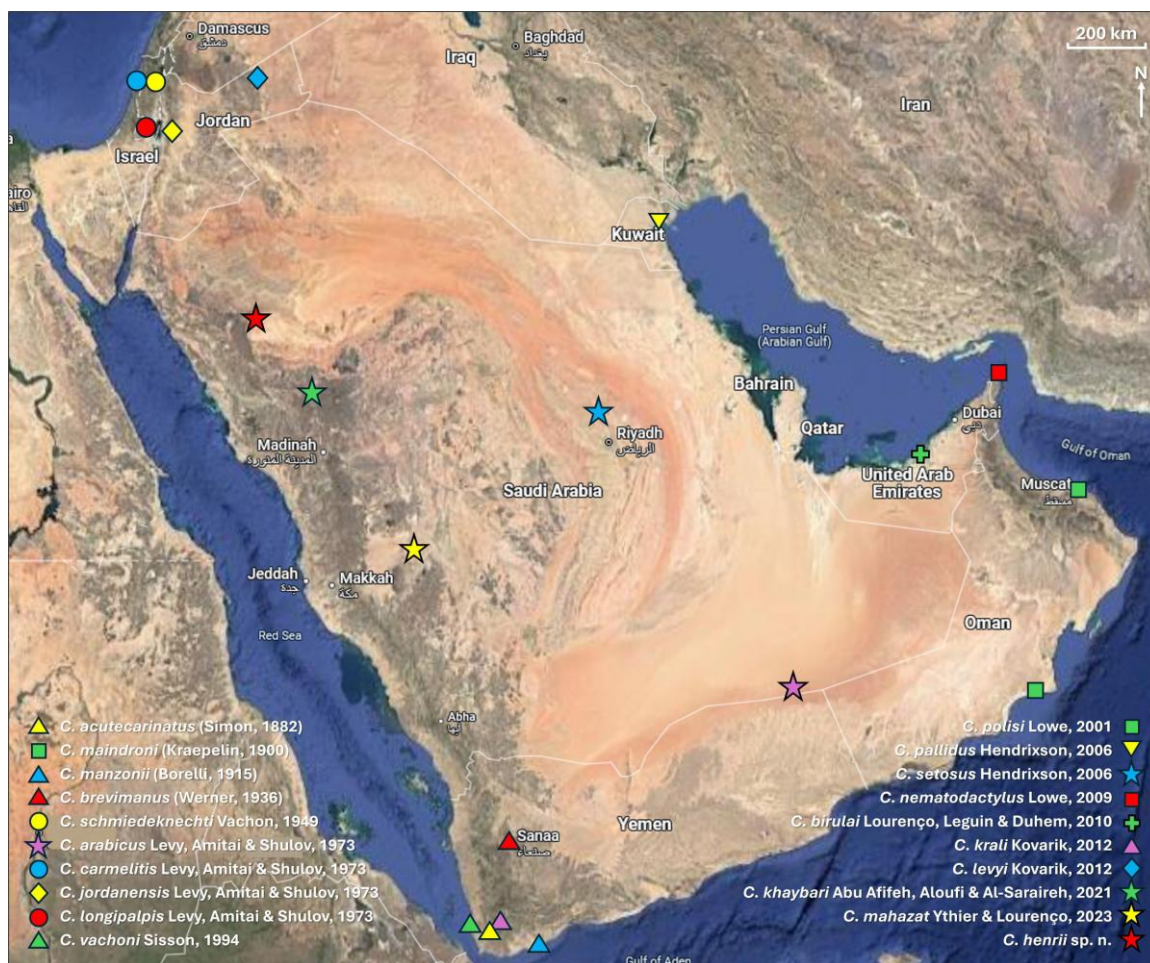 Damascus
دمشق
Baghdad
بغداد
200 km
Iraq
N
Iran
Jordan
Israel
airo
القاه
Kuwait
Persian Gulf
(Arabian Gulf)
Bahrain
Dubai
دبي
Qatar
Gulf of Oman
Riyadh
الرياض
Madinah
المدينة المنورة
United Arab
Emirates
Muscat
مسقط
Saudi Arabia
Jeddah
جدة
Makkah
مكة
Red Sea
Oman
Abha
أبها
C. acutecarinatus (Simon, 1882)
C. maindroni (Kraepelin, 1900)
C. manzonii (Borelli, 1915)
C. brevimanus (Werner, 1936)
C. schmiedeknechti Vachon, 1949
C. arabicus Levy, Amitai & Shulov, 1973
C. carmelitis Levy, Amitai & Shulov, 1973
C. jordanensis Levy, Amitai & Shulov, 1973
C. longipalpis Levy, Amitai & Shulov, 1973
C. vachoni Sisson, 1994
Yemen
Sanaa
صنعاء
Gulf of Aden
C. polisi Lowe, 2001
C. pallidus Hendrixson, 2006
C. setosus Hendrixson, 2006
C. nematodactylus Lowe, 2009
C. birulai Lourenço, Leguin & Duhem, 2010
C. krali Kovarik, 2012
C. levyi Kovarik, 2012
C. khaybari Abu Afifeh, Aloufi & Al-Saraireh, 2021
C. mahazat Ythier & Lourenço, 2023
C. henrii sp. n.